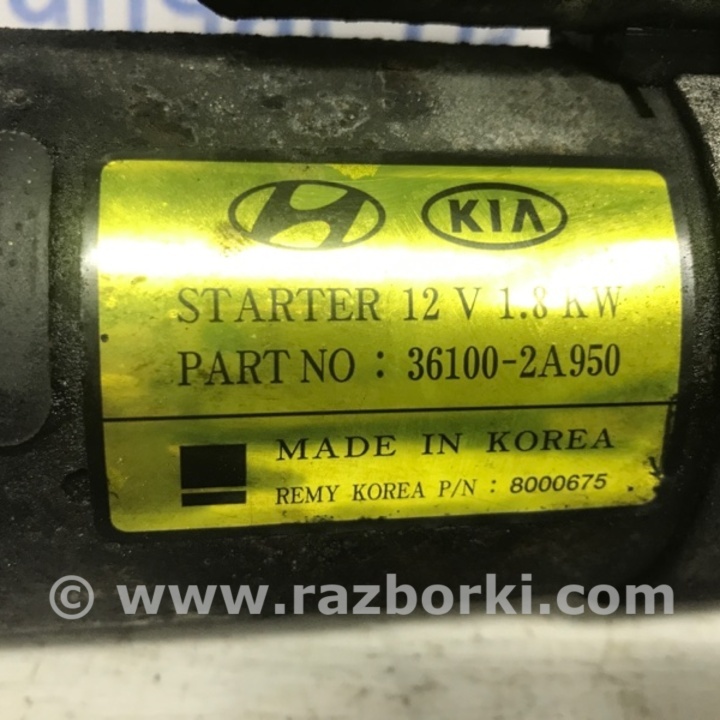 KIA
STARTER 12 V 1.8 KW
PART NO : 36100-2A950
MADE IN KOREA
REMY KOREA P/N : 8000675
© www.razborki.com